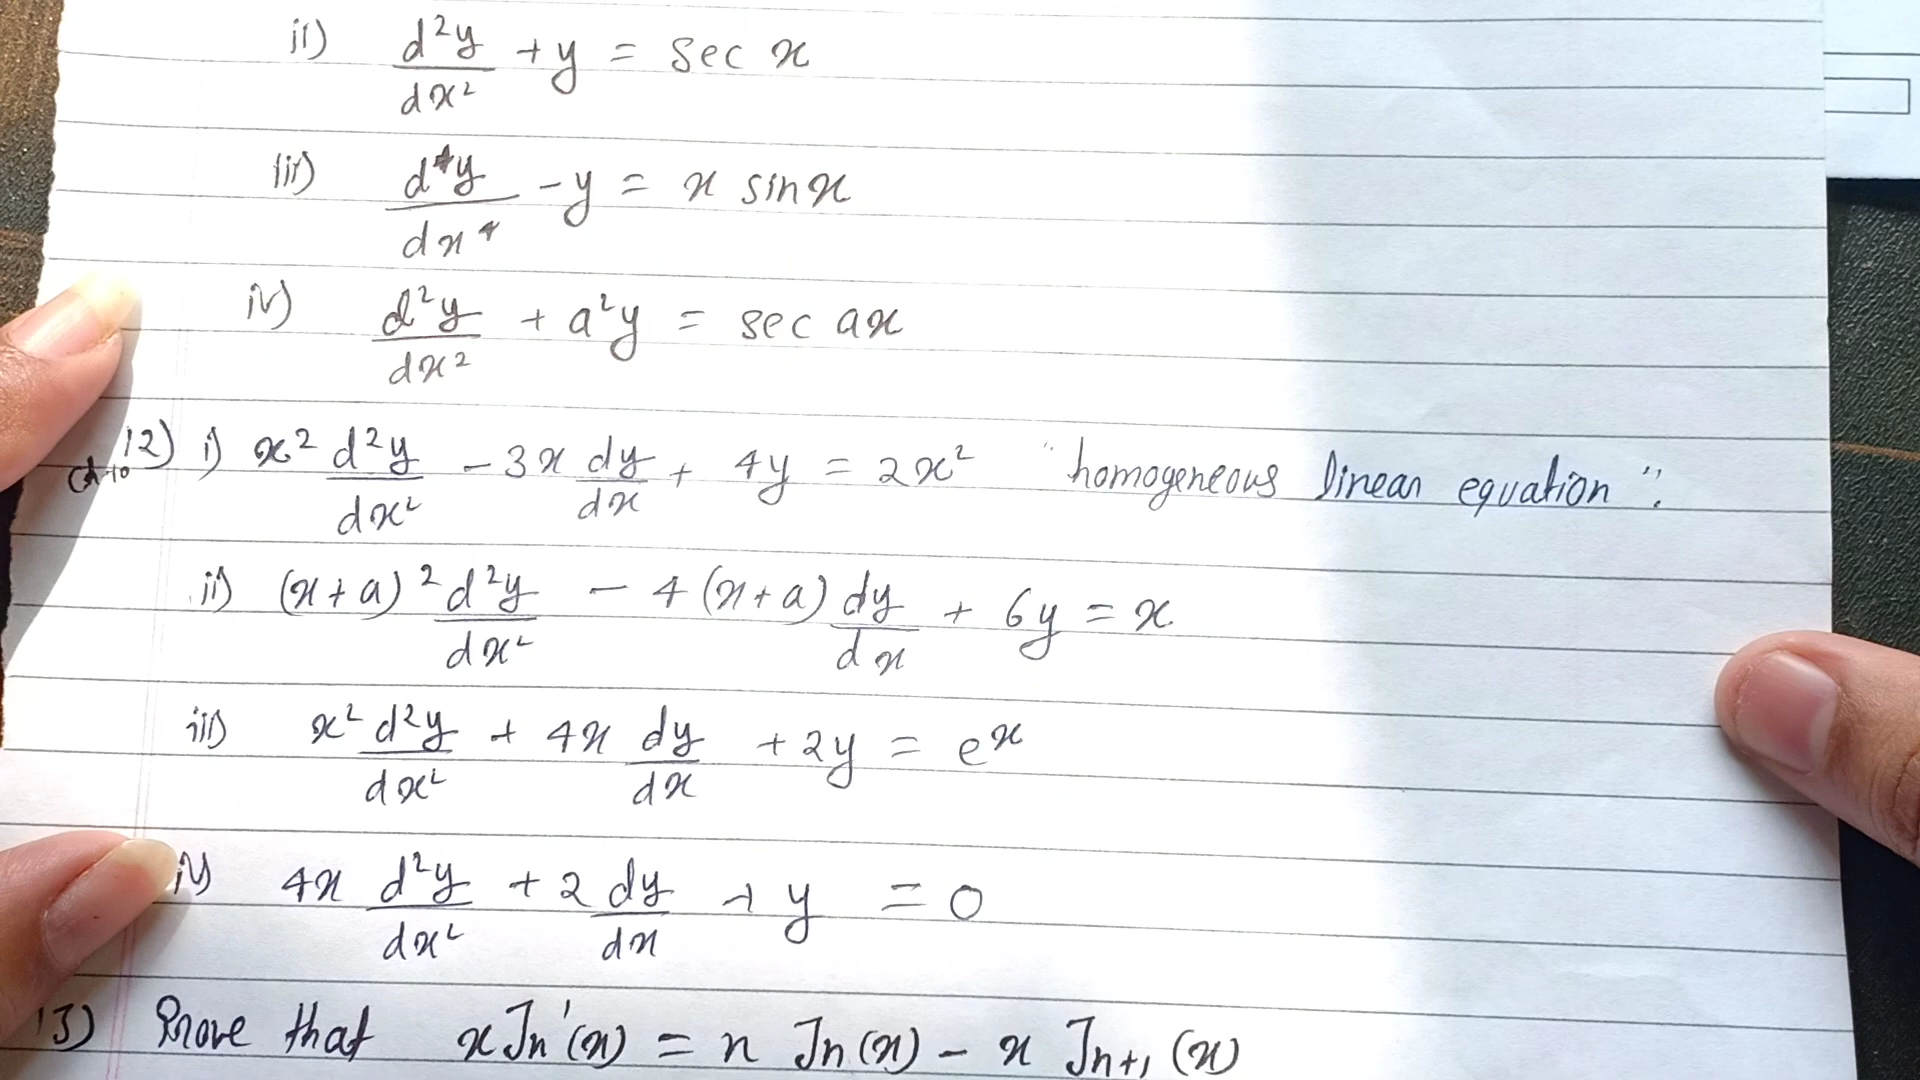 ii) d²y/dx² + y = sec x
iii) d⁴y/dx⁴ - y = x sinx
iv) d²y/dx² + a²y = sec ax
12) i) x² d²y/dx² - 3x dy/dx + 4y = 2x² "homogeneous linear equation".
ii) (x+a)² d²y/dx² - 4(x+a) dy/dx + 6y = x
iii) x² d²y/dx² + 4x dy/dx + 2y = eˣ
iv) 4x d²y/dx² + 2 dy/dx + y = 0
13) Prove that xJn'(x) = n Jn(x) - x Jn+1 (x)